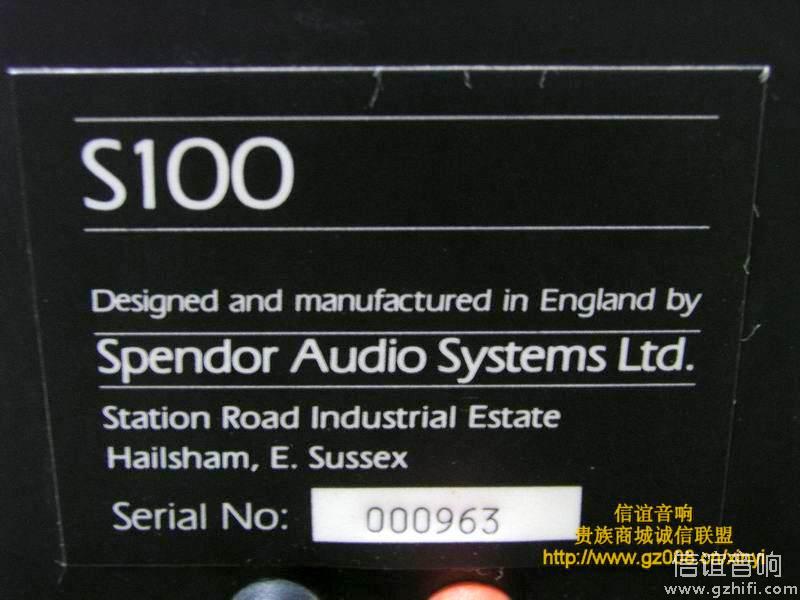 S100
Designed and manufactured in England by
Spendor Audio Systems Ltd.
Station Road Industrial Estate
Hailsham, E. Sussex
Serial No: 000963
信谊音响
贵族商城诚信联盟
信谊音响
www.gzhifi.com